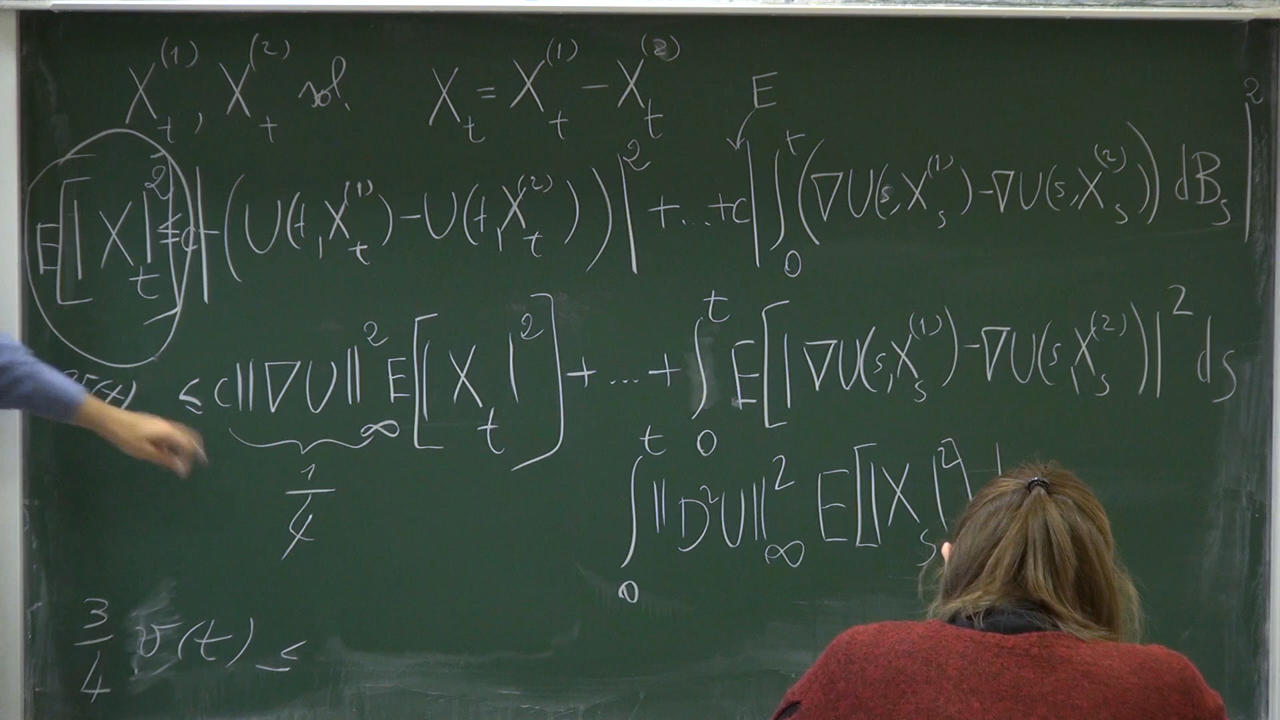 X_t^{(1)}, X_t^{(2)} sol. X_t = X_t^{(1)} - X_t^{(2)}
E
E[|X_t|^2] ≤ c|-(U(t,X_t^{(1)}) - U(t,X_t^{(2)}))|^2 + ... + c|∫_0^t (∇U(s,X_s^{(1)}) - ∇U(s,X_s^{(2)})) dB_s|^2
≤ c‖∇U‖_∞^2 E[|X_t|^2] + ... + ∫_0^t E[|∇U(s,X_s^{(1)}) - ∇U(s,X_s^{(2)})|^2 ds
1/4
∫_0^t ‖D^2U‖_∞^2 E[|X_s|^2]
3/4 v(t) ≤